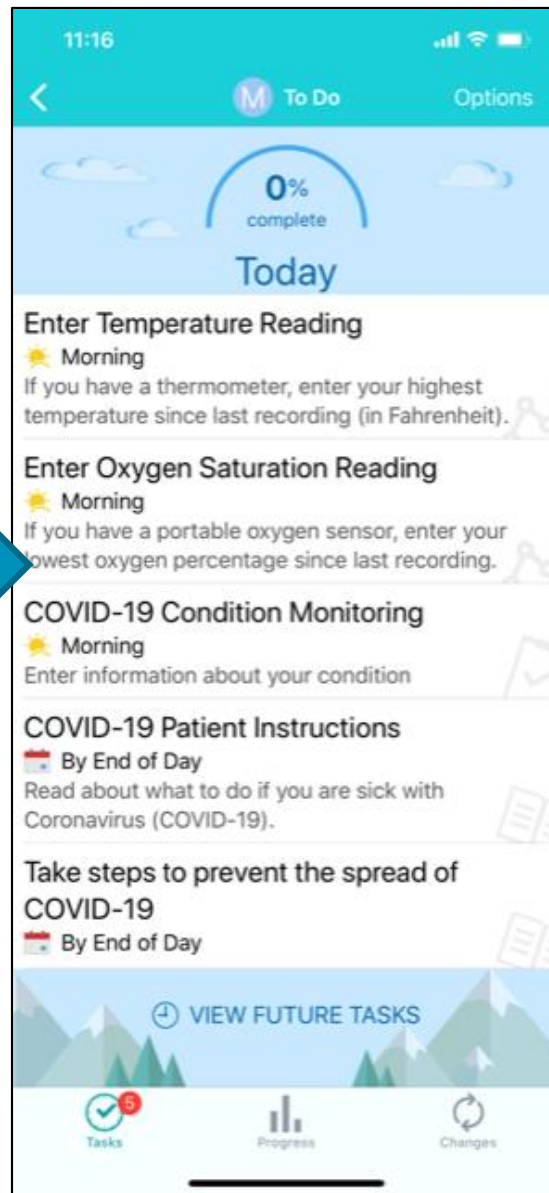 11:16
M To Do Options
0%
complete
Today
Enter Temperature Reading
Morning
If you have a thermometer, enter your highest
temperature since last recording (in Fahrenheit).
Enter Oxygen Saturation Reading
Morning
If you have a portable oxygen sensor, enter your
lowest oxygen percentage since last recording.
COVID-19 Condition Monitoring
Morning
Enter information about your condition
COVID-19 Patient Instructions
By End of Day
Read about what to do if you are sick with
Coronavirus (COVID-19).
Take steps to prevent the spread of
COVID-19
By End of Day
VIEW FUTURE TASKS
5
Tasks Progress Changes